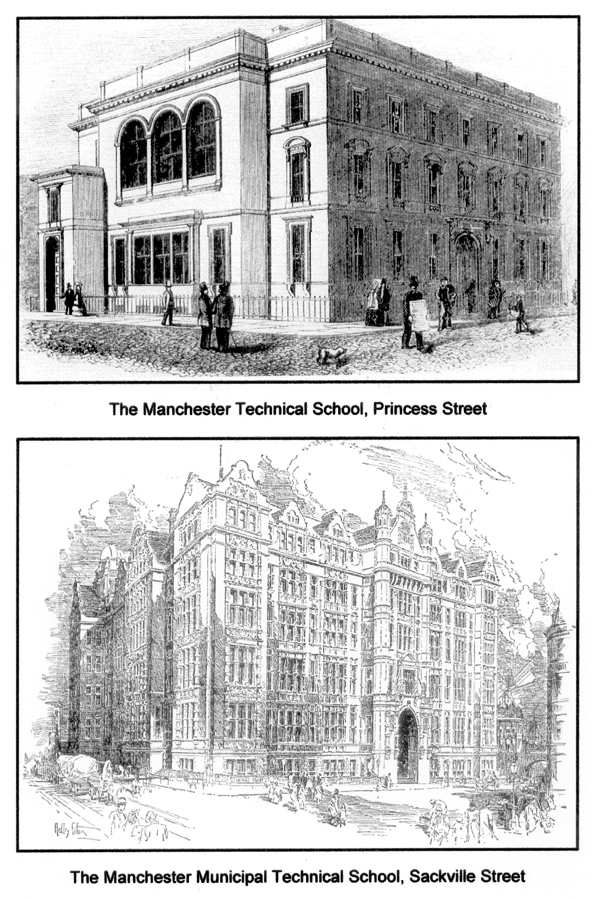 The Manchester Technical School, Princess Street
The Manchester Municipal Technical School, Sackville Street